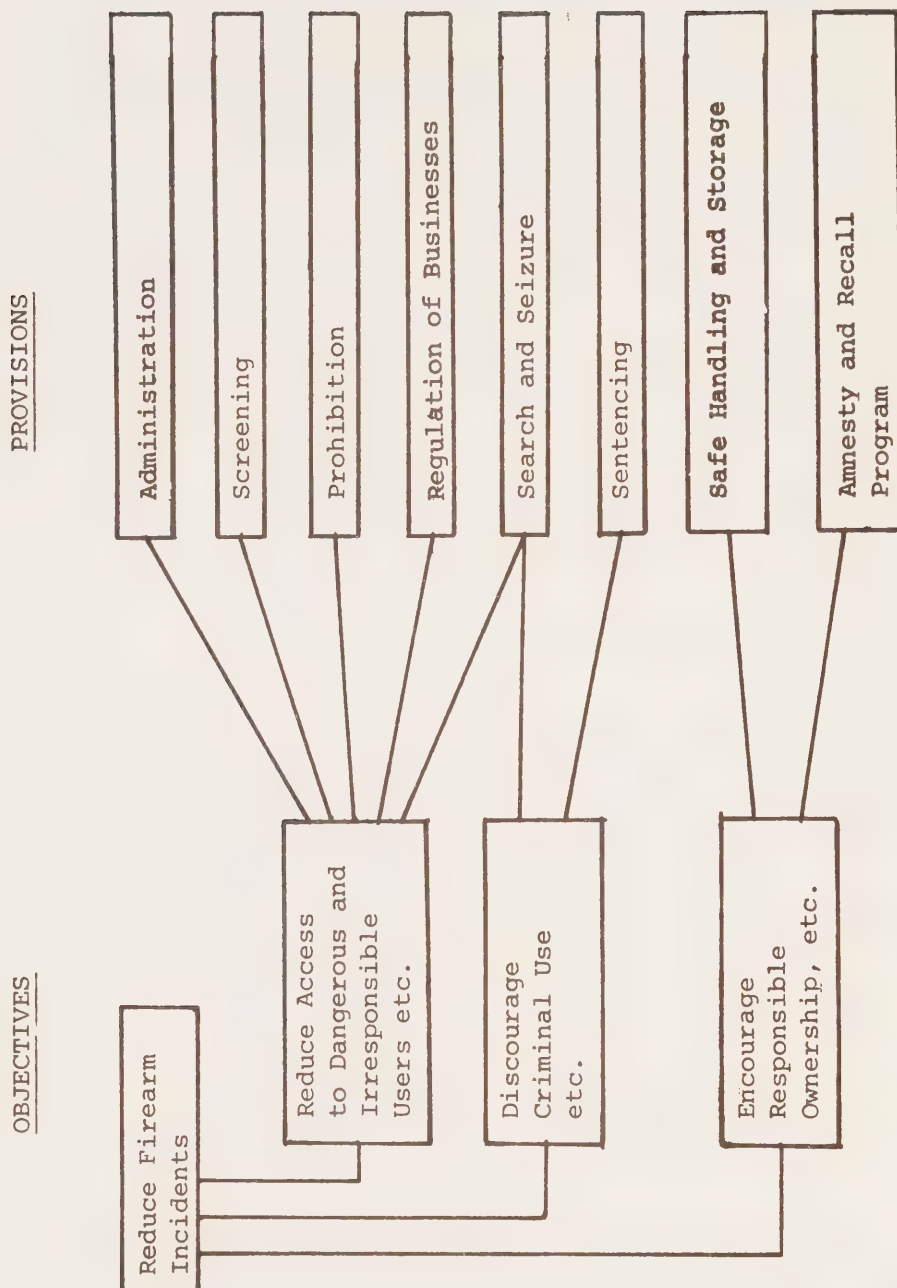 OBJECTIVES
PROVISIONS
Reduce Firearm
Incidents
Reduce Access
to Dangerous and
Irresponsible
Users etc.
Discourage
Criminal Use
etc.
Encourage
Responsible
Ownership, etc.
Administration
Screening
Prohibition
Regulation of Businesses
Search and Seizure
Sentencing
Safe Handling and Storage
Amnesty and Recall
Program